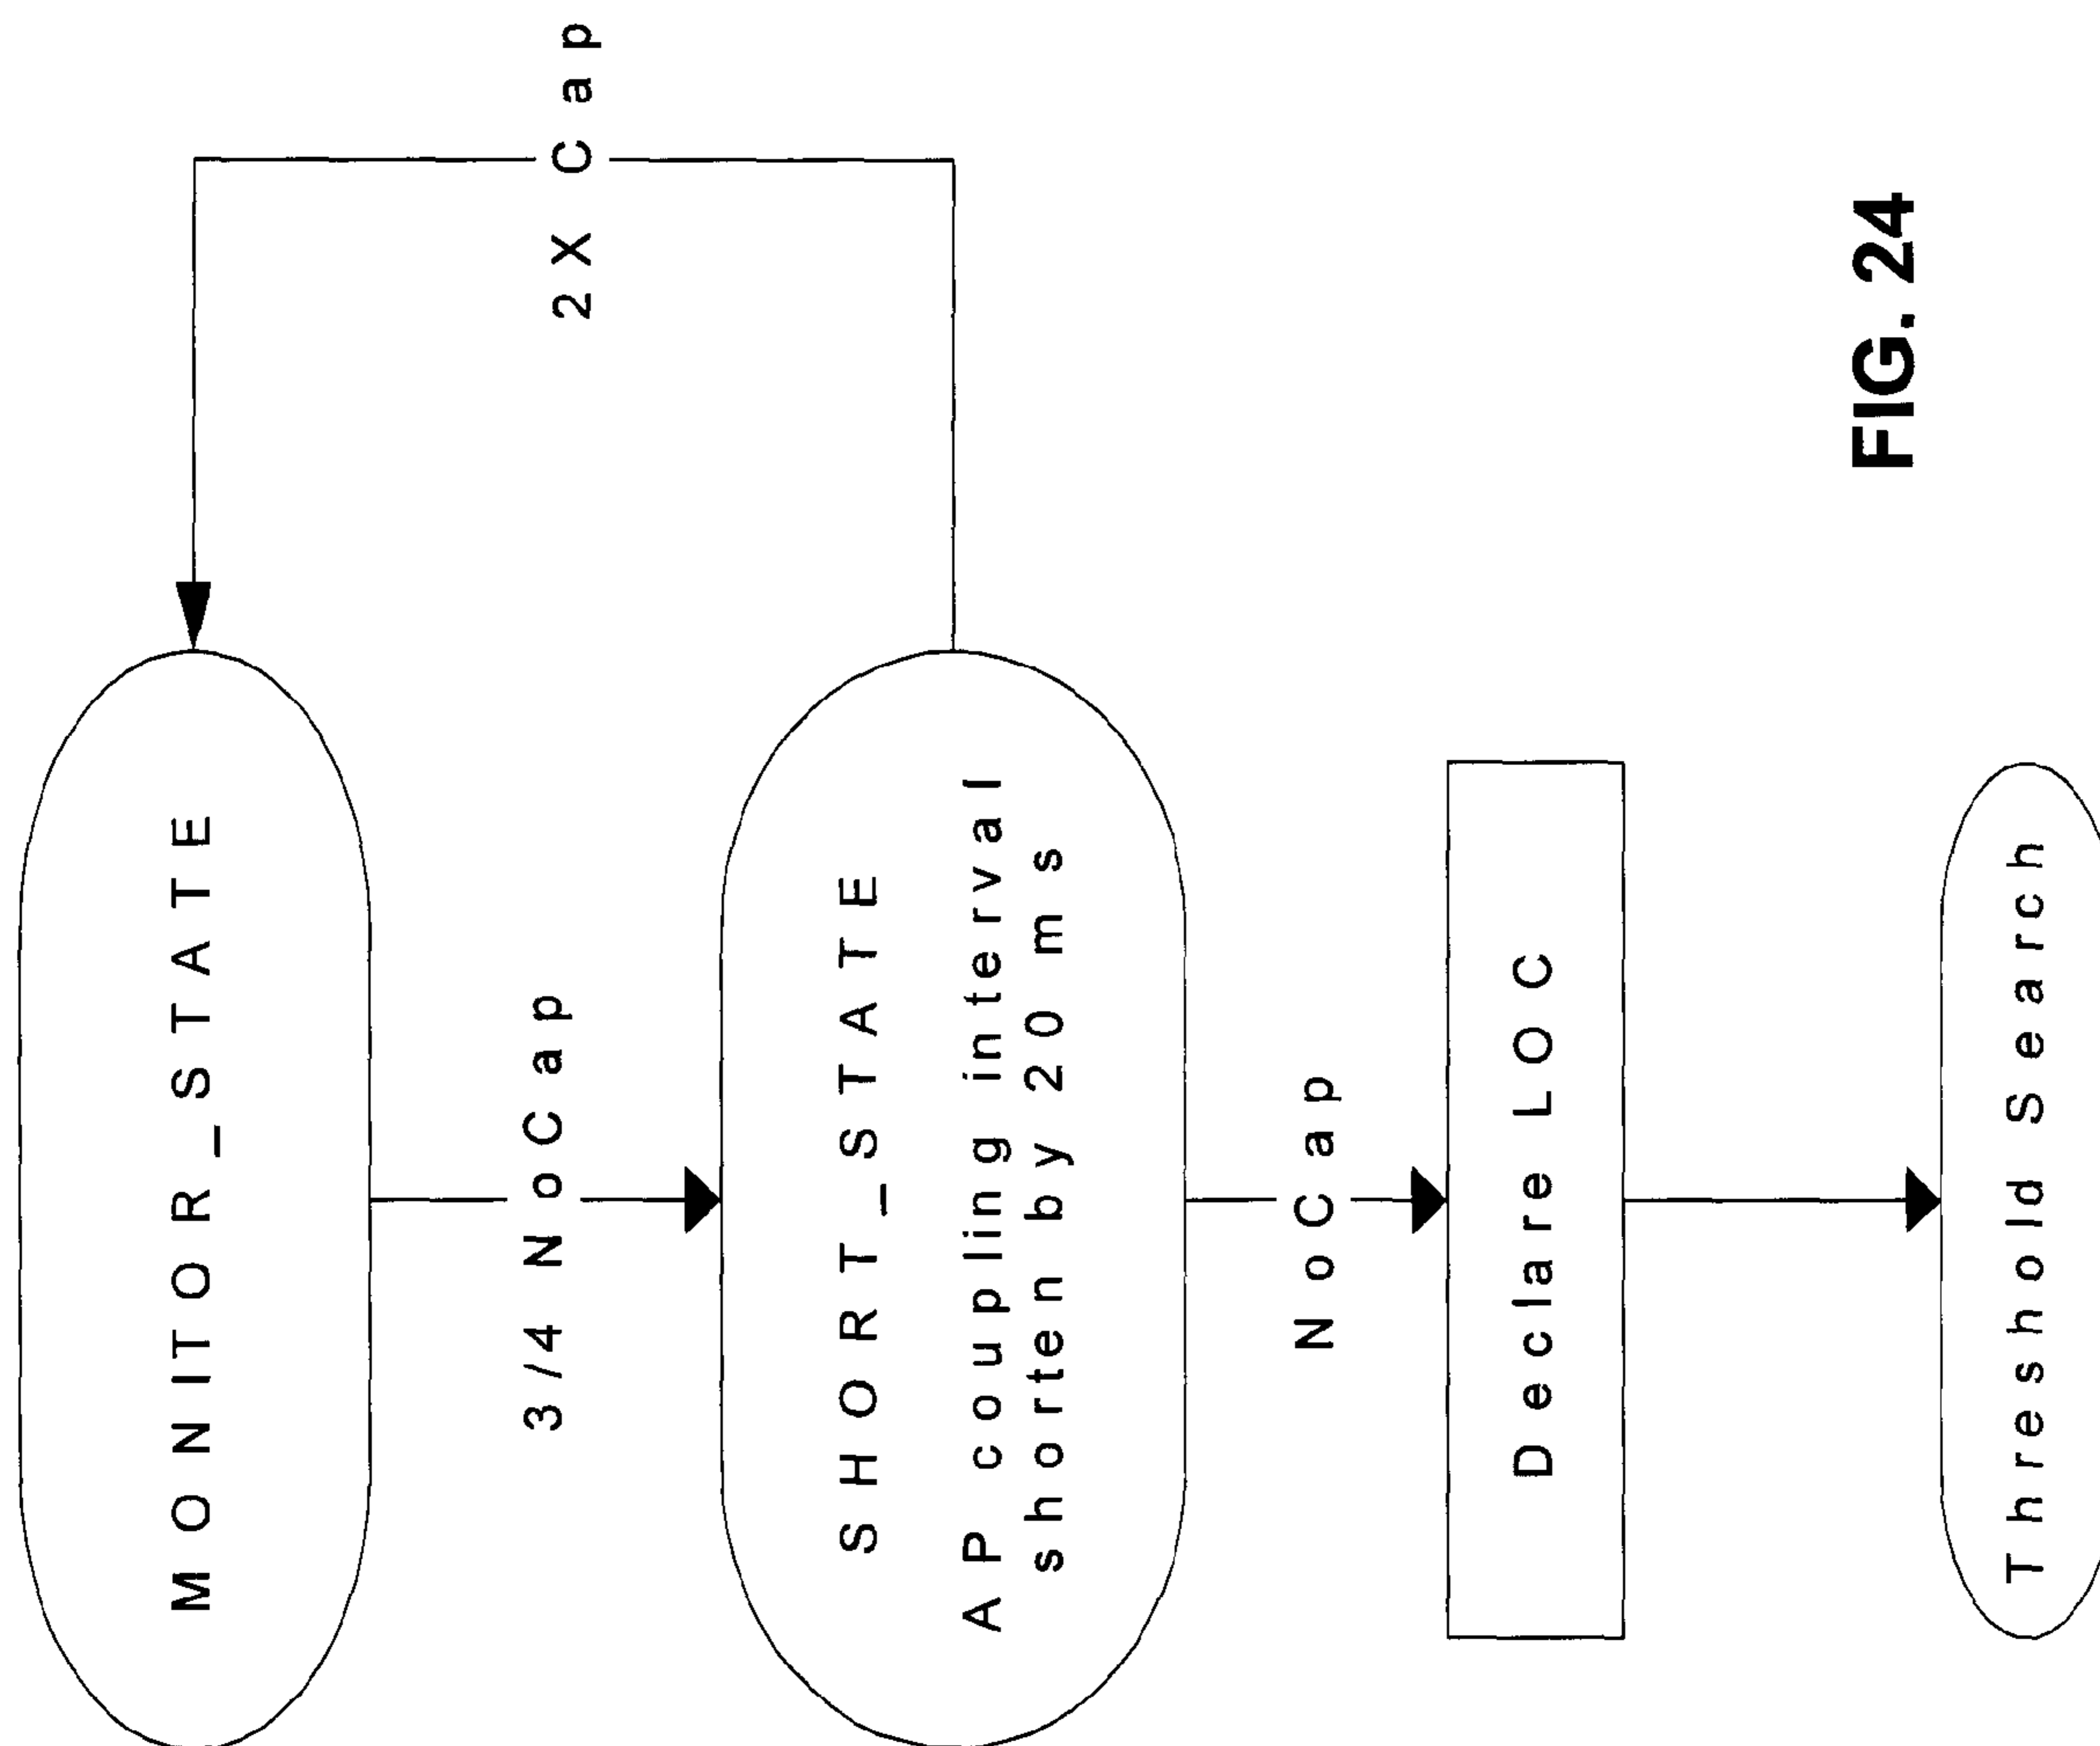 MONITOR_STATE
2X Cap
3/4 NoCap
SHORT_STATE
AP coupling interval
shorten by 20 ms
NoCap
Declare LOC
Threshold Search
FIG. 24